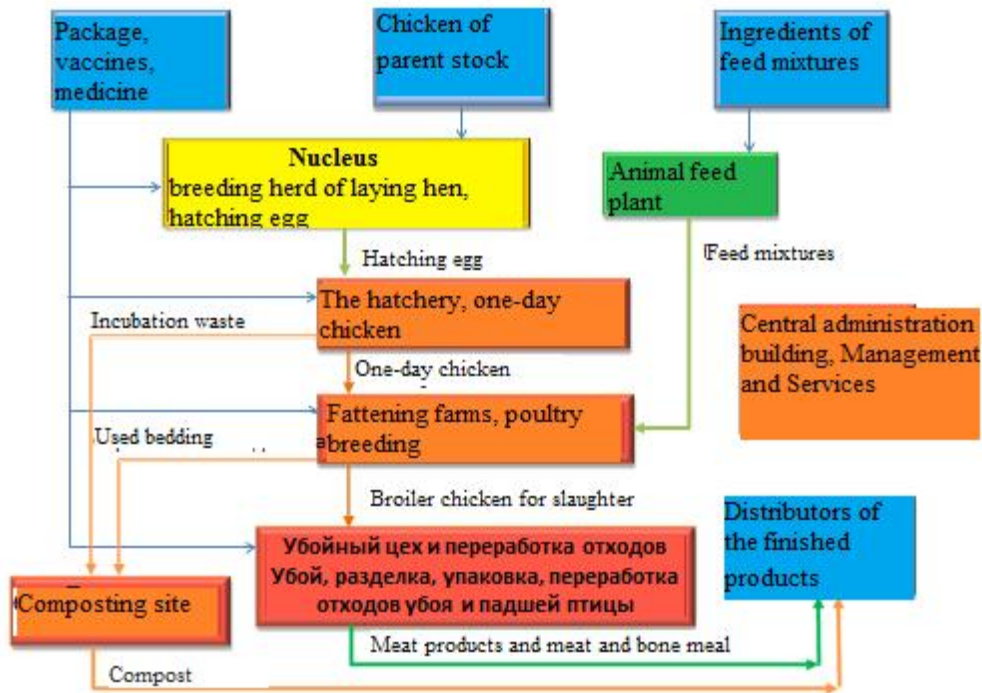 Package,
vaccines,
medicine
Chicken of
parent stock
Ingredients of
feed mixtures
Nucleus
breeding herd of laying hen,
hatching egg
Animal feed
plant
Hatching egg
Feed mixtures
The hatchery, one-day
chicken
Incubation waste
Central administration
building, Management
and Services
One-day chicken
Fattening farms, poultry
breeding
Used bedding
Broiler chicken for slaughter
Distributors of
the finished
products
Убойный цех и переработка отходов
Убой, разделка, упаковка, переработка
отходов убоя и падшей птицы
Composting site
Meat products and meat and bone meal
Compost